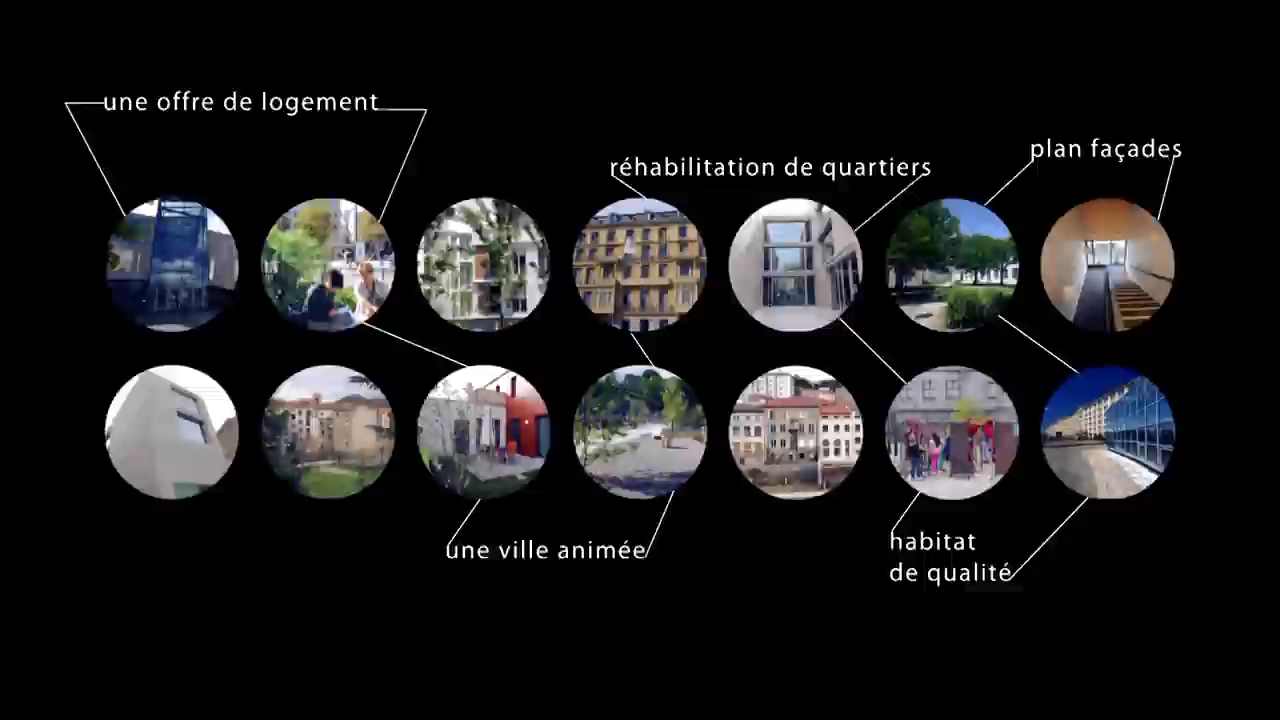 une offre de logement
plan façades
réhabilitation de quartiers
habitat
une ville animée
de qualité